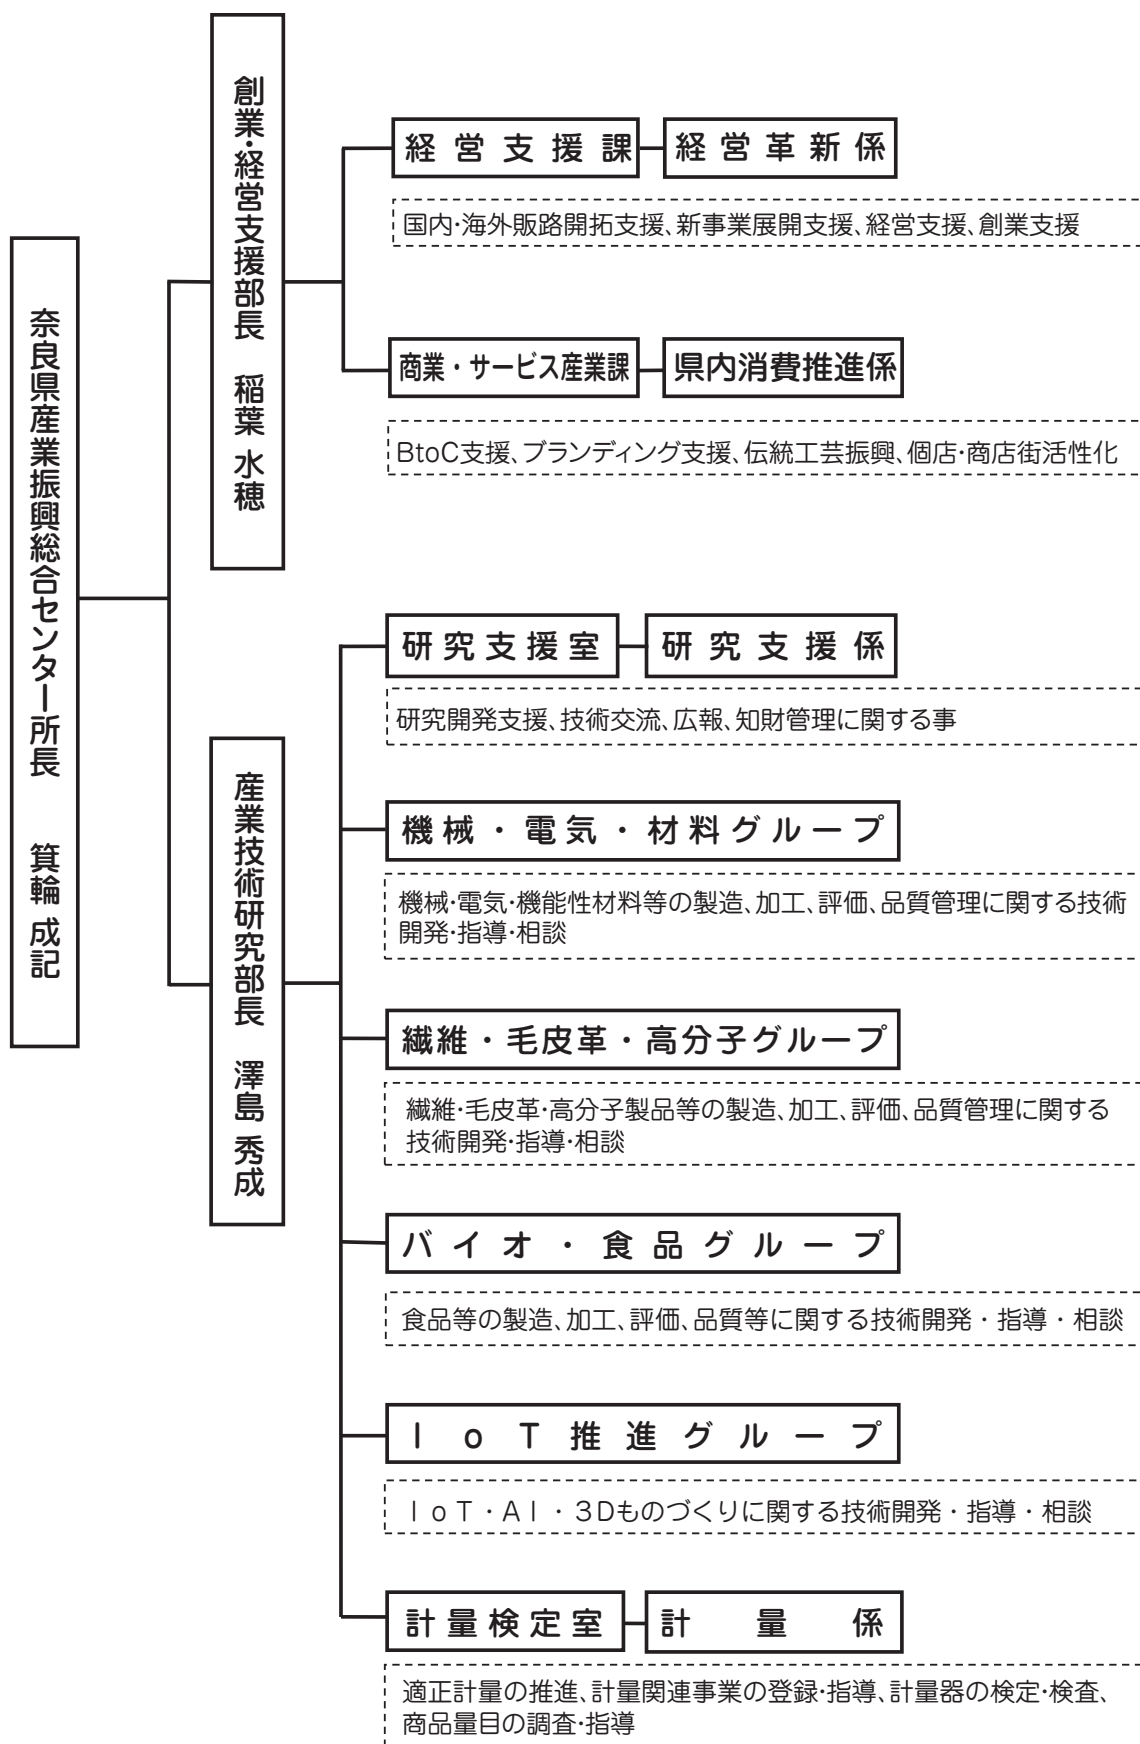 奈良県産業振興総合センター所長 箕輪 成記
創業・経営支援部長 稲葉 水穂
経営支援課
経営革新係
国内・海外販路開拓支援、新事業展開支援、経営支援、創業支援
商業・サービス産業課
県内消費推進係
BtoC支援、ブランディング支援、伝統工芸振興、個店・商店街活性化
産業技術研究部長 澤島 秀成
研究支援室
研究支援係
研究開発支援、技術交流、広報、知財管理に関する事
機械・電気・材料グループ
機械・電気・機能性材料等の製造、加工、評価、品質管理に関する技術
開発・指導・相談
繊維・毛皮革・高分子グループ
繊維・毛皮革・高分子製品等の製造、加工、評価、品質管理に関する
技術開発・指導・相談
バイオ・食品グループ
食品等の製造、加工、評価、品質等に関する技術開発・指導・相談
IoT推進グループ
IoT・AI・3Dものづくりに関する技術開発・指導・相談
計量検定室
計量係
適正計量の推進、計量関連事業の登録・指導、計量器の検定・検査、
商品量目の調査・指導